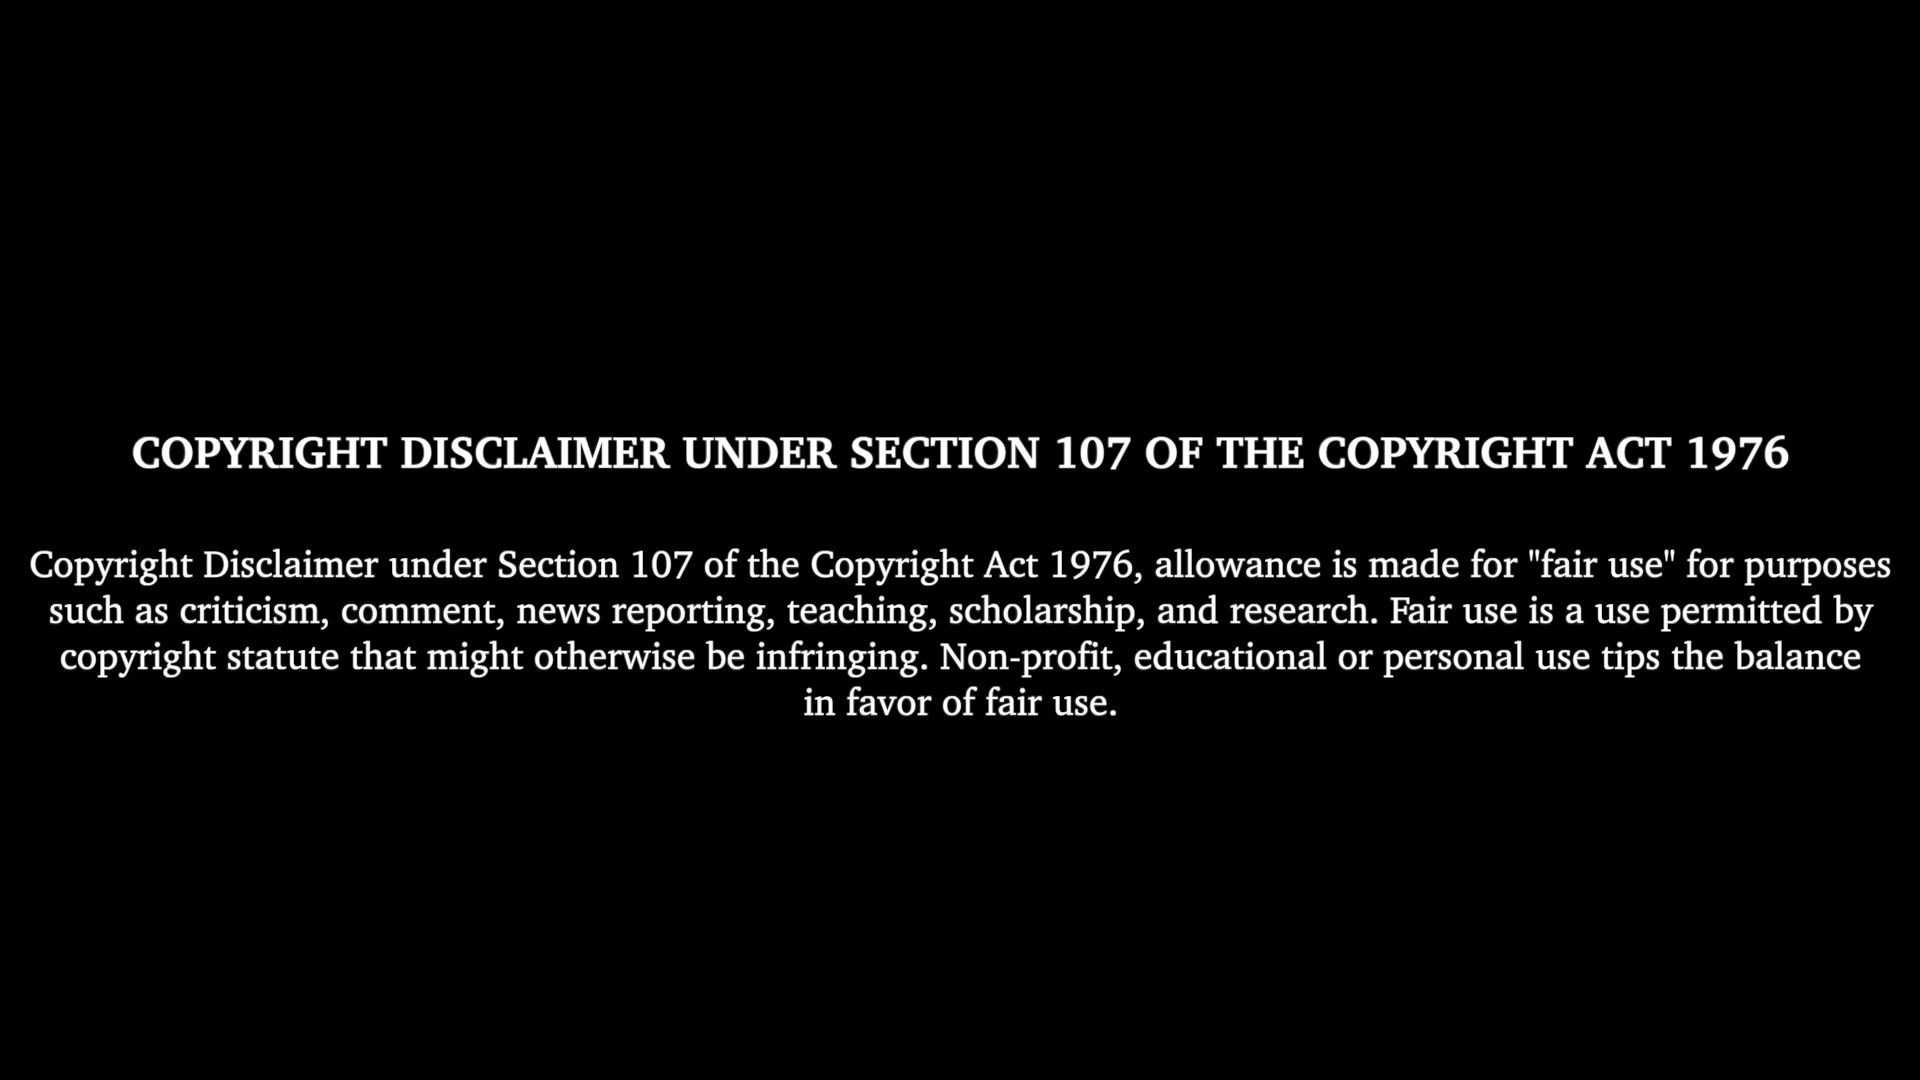 COPYRIGHT DISCLAIMER UNDER SECTION 107 OF THE COPYRIGHT ACT 1976
Copyright Disclaimer under Section 107 of the Copyright Act 1976, allowance is made for "fair use" for purposes
such as criticism, comment, news reporting, teaching, scholarship, and research. Fair use is a use permitted by
copyright statute that might otherwise be infringing. Non-profit, educational or personal use tips the balance
in favor of fair use.